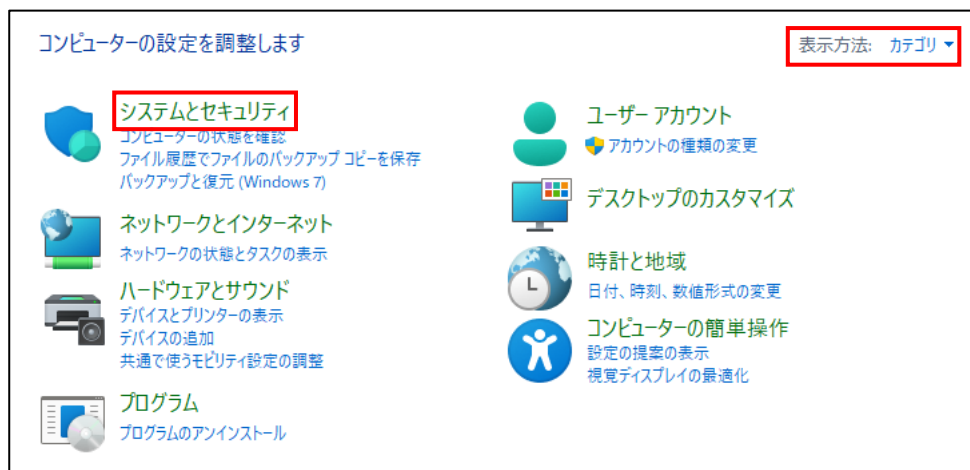 コンピューターの設定を調整します
表示方法: カテゴリ
システムとセキュリティ
コンピューターの状態を確認
ファイル履歴でファイルのバックアップ コピーを保存
バックアップと復元 (Windows 7)
ネットワークとインターネット
ネットワークの状態とタスクの表示
ハードウェアとサウンド
デバイスとプリンターの表示
デバイスの追加
共通で使うモビリティ設定の調整
プログラム
プログラムのアンインストール
ユーザー アカウント
アカウントの種類の変更
デスクトップのカスタマイズ
時計と地域
日付、時刻、数値形式の変更
コンピューターの簡単操作
設定の提案の表示
視覚ディスプレイの最適化